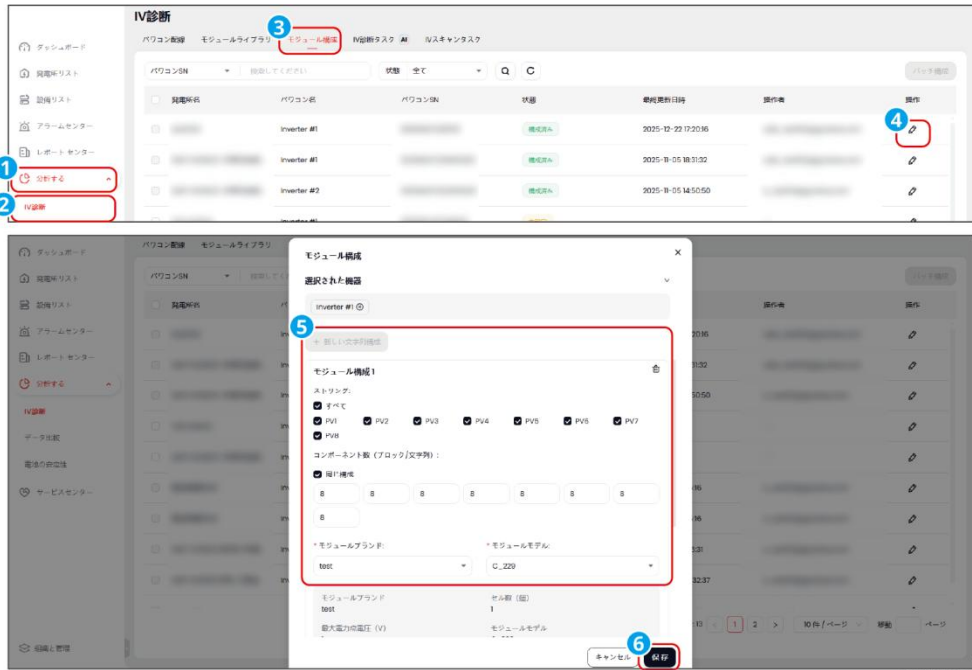 IV診断
3
パワコン配線 モジュールライブラリ モジュール構成 IV診断タスク AI IVスキャンタスク
ダッシュボード
発電所リスト
設備リスト
アラームセンター
レポートセンター
1
分析する
2
IV診断
パワコンSN 検索してください 状態 全て バッチ構成
発電所名 パワコン名 パワコンSN 状態 最終更新日時 操作者 操作
4
Inverter #1 構成済み 2025-12-22 17:20:16
Inverter #1 構成済み 2025-11-05 18:31:32
Inverter #2 構成済み 2025-11-05 14:50:50
ダッシュボード
発電所リスト
設備リスト
アラームセンター
レポートセンター
分析する
IV診断
データ比較
電池の安定性
サービスセンター
組織と管理
パワコン配線 モジュールライブラリ
パワコンSN
バッチ構成
発電所名
操作者 操作
モジュール構成
選択された機器
Inverter #1
5
+ 新しい文字列構成
モジュール構成 1
ストリング:
すべて
PV1 PV2 PV3 PV4 PV5 PV6 PV7
PV8
コンポーネント数(ブロック/文字列):
同じ構成
8 8 8 8 8 8 8
8
* モジュールブランド: * モジュールモデル:
test C_229
モジュールブランド セル数(個)
test 1
最大電力点電圧(V) モジュールモデル
6
キャンセル 保存
1 2 10 件/ページ 移動 ページ